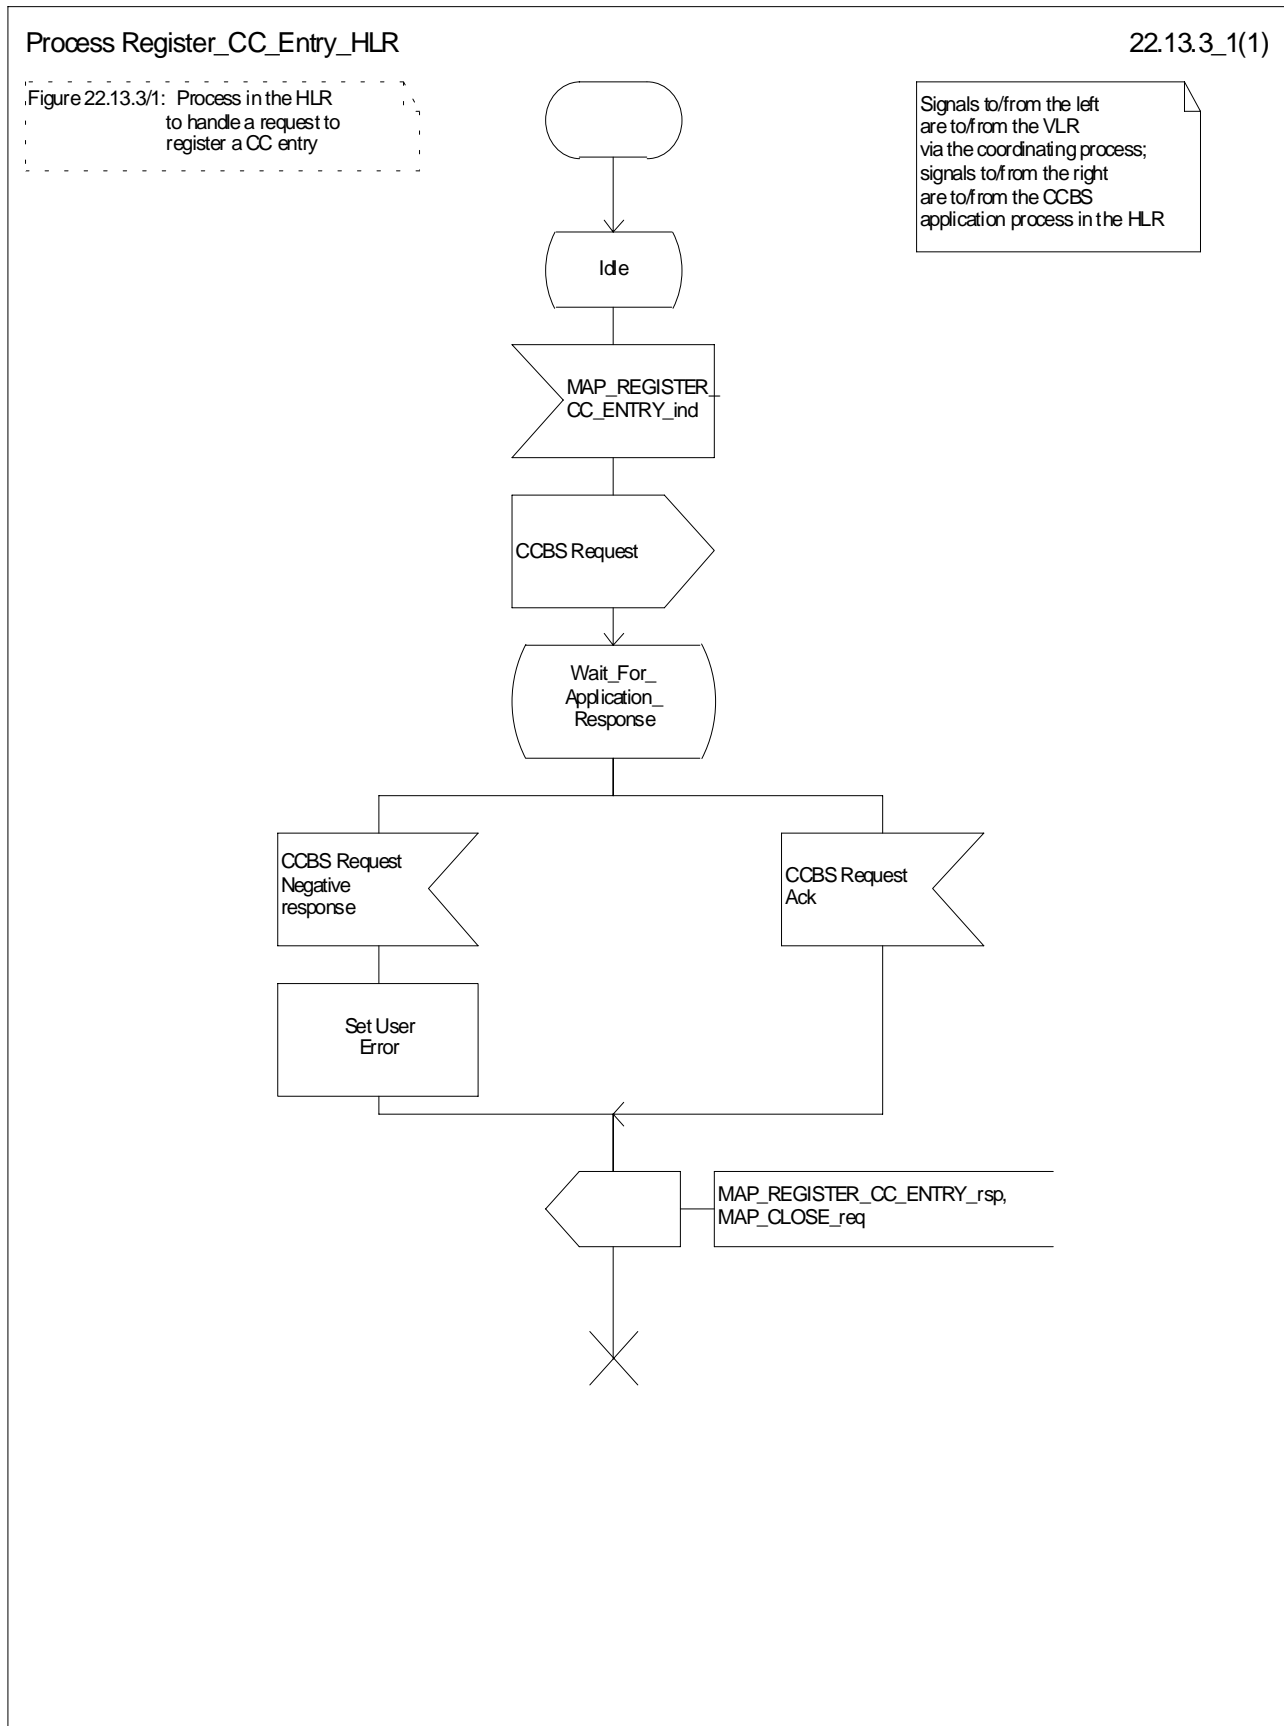 Process Register_CC_Entry_HLR
22.13.3_1(1)
Figure 22.13.3/1: Process in the HLR
to handle a request to
register a CC entry
Signals to/from the left
are to/from the VLR
via the coordinating process;
signals to/from the right
are to/from the CCBS
application process in the HLR
Idle
MAP_REGISTER_
CC_ENTRY_ind
CCBS Request
Wait_For_
Application_
Response
CCBS Request
Negative
response
CCBS Request
Ack
Set User
Error
MAP_REGISTER_CC_ENTRY_rsp,
MAP_CLOSE_req